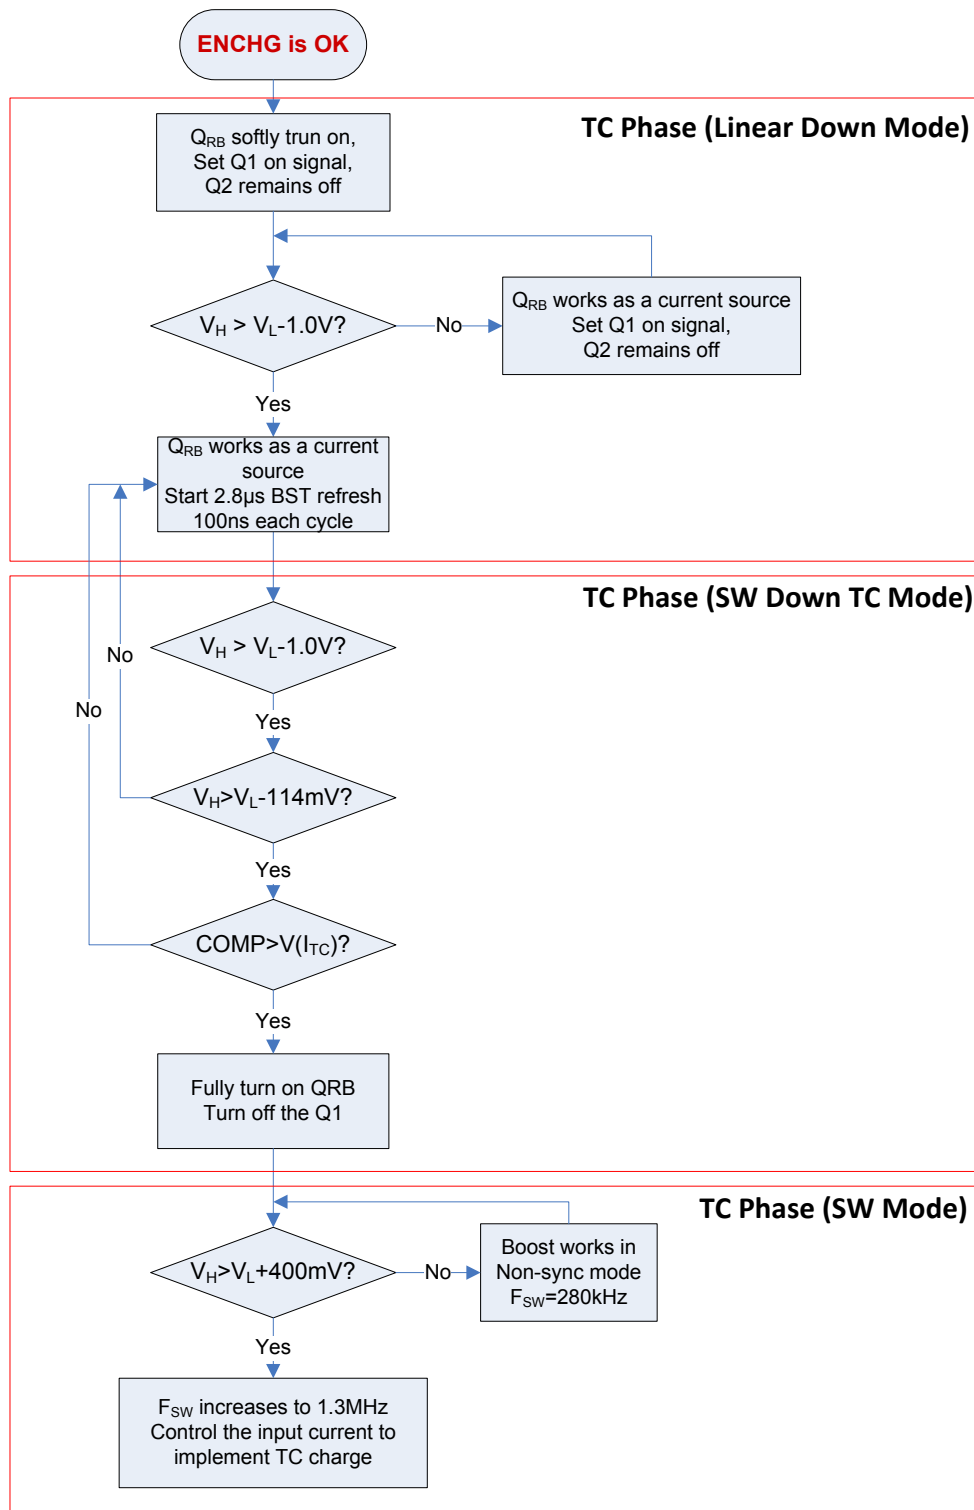 ENCHG is OK
TC Phase (Linear Down Mode)
QRB softly trun on,
Set Q1 on signal,
Q2 remains off
VH > VL-1.0V?
No
QRB works as a current source
Set Q1 on signal,
Q2 remains off
Yes
QRB works as a current
source
Start 2.8μs BST refresh
100ns each cycle
TC Phase (SW Down TC Mode)
VH > VL-1.0V?
No
No
Yes
VH>VL-114mV?
Yes
COMP>V(ITC)?
Yes
Fully turn on QRB
Turn off the Q1
TC Phase (SW Mode)
VH>VL+400mV?
No
Boost works in
Non-sync mode
FSW=280kHz
Yes
FSW increases to 1.3MHz
Control the input current to
implement TC charge